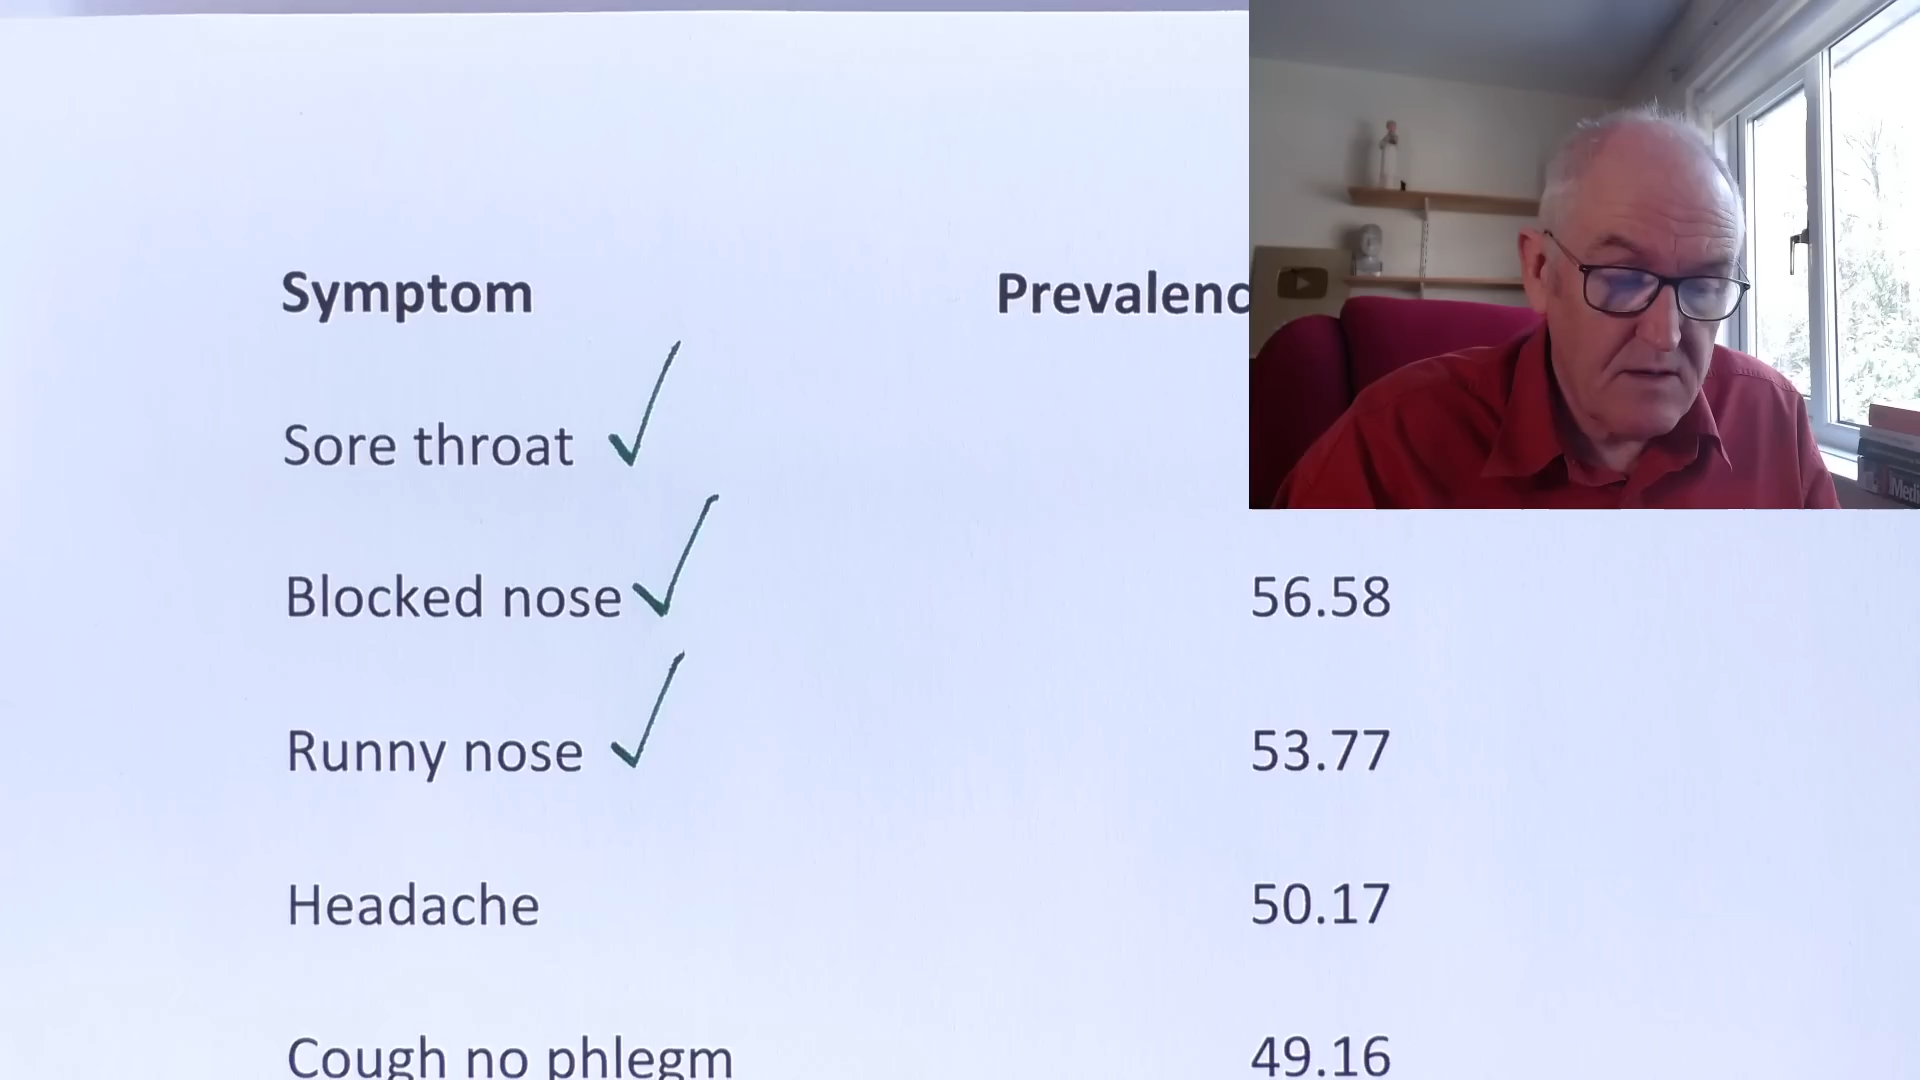 Symptom Prevalenc
Sore throat
Blocked nose 56.58
Runny nose 53.77
Headache 50.17
Cough no phlegm 49.16
Medi